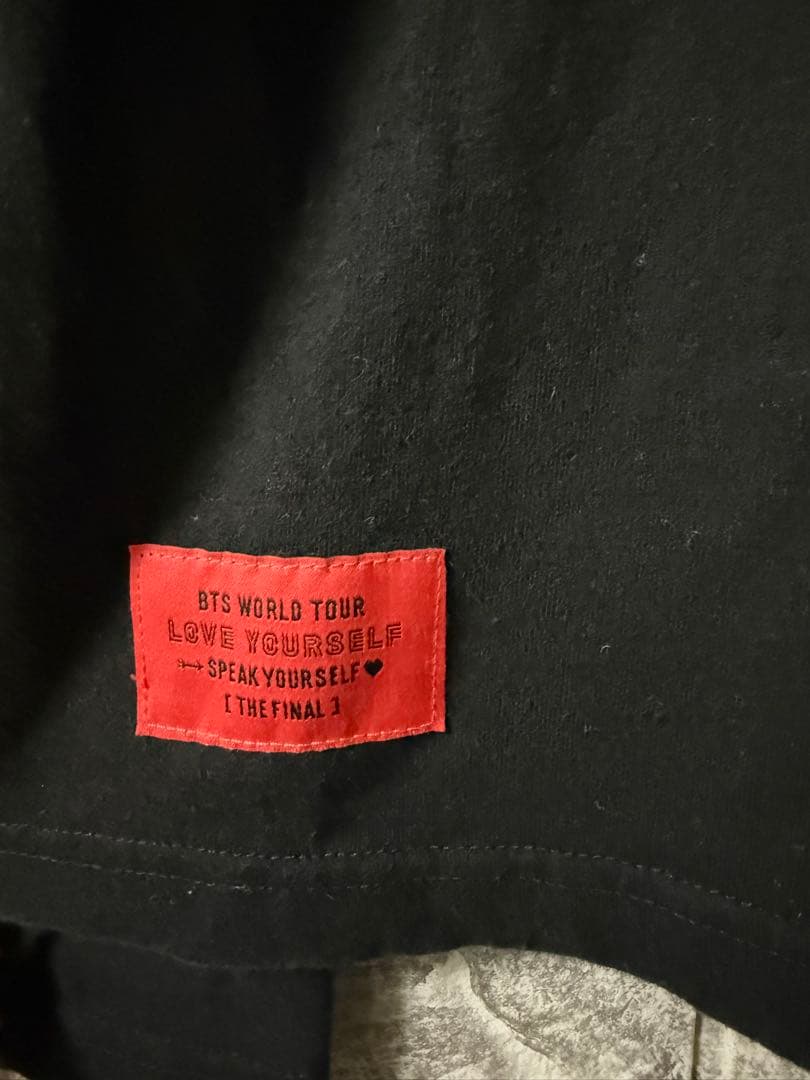 BTS WORLD TOUR
LOVE YOURSELF
SPEAK YOURSELF
[THE FINAL]